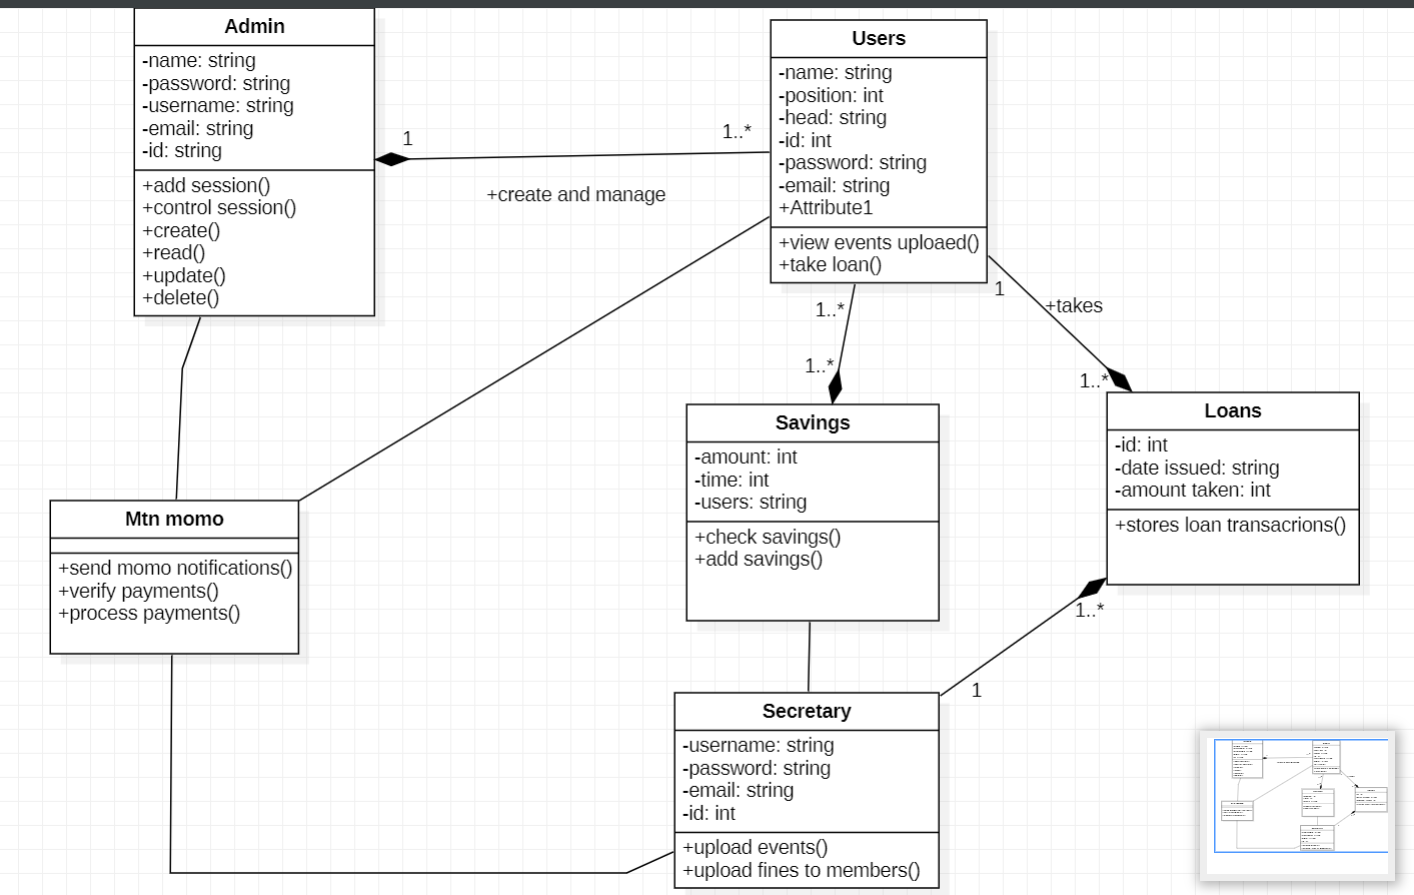 Admin
-name: string
-password: string
-username: string
-email: string
-id: string
+add session()
+control session()
+create()
+read()
+update()
+delete()
1
1..*
+create and manage
Users
-name: string
-position: int
-head: string
-id: int
-password: string
-email: string
+Attribute1
+view events uploaed()
+take loan()
1..*
1..*
1
+takes
1..*
Savings
-amount: int
-time: int
-users: string
+check savings()
+add savings()
Loans
-id: int
-date issued: string
-amount taken: int
+stores loan transacrions()
Mtn momo
+send momo notifications()
+verify payments()
+process payments()
1..*
1
Secretary
-username: string
-password: string
-email: string
-id: int
+upload events()
+upload fines to members()